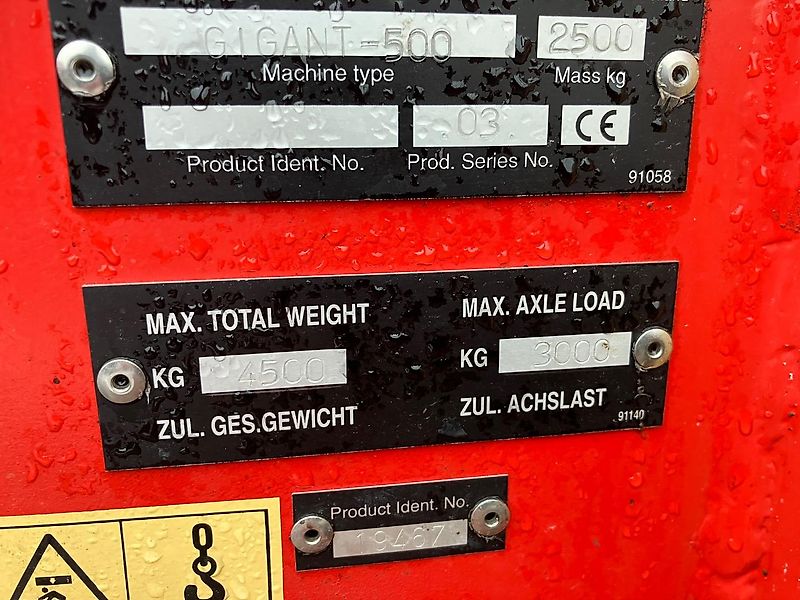 GIGANT-500 2500
Machine type Mass kg
03 CE
Product Ident. No. Prod. Series No.
91058
MAX. TOTAL WEIGHT MAX. AXLE LOAD
KG 4500 KG 3000
ZUL. GES.GEWICHT ZUL. ACHSLAST
91140
Product Ident. No.
19467